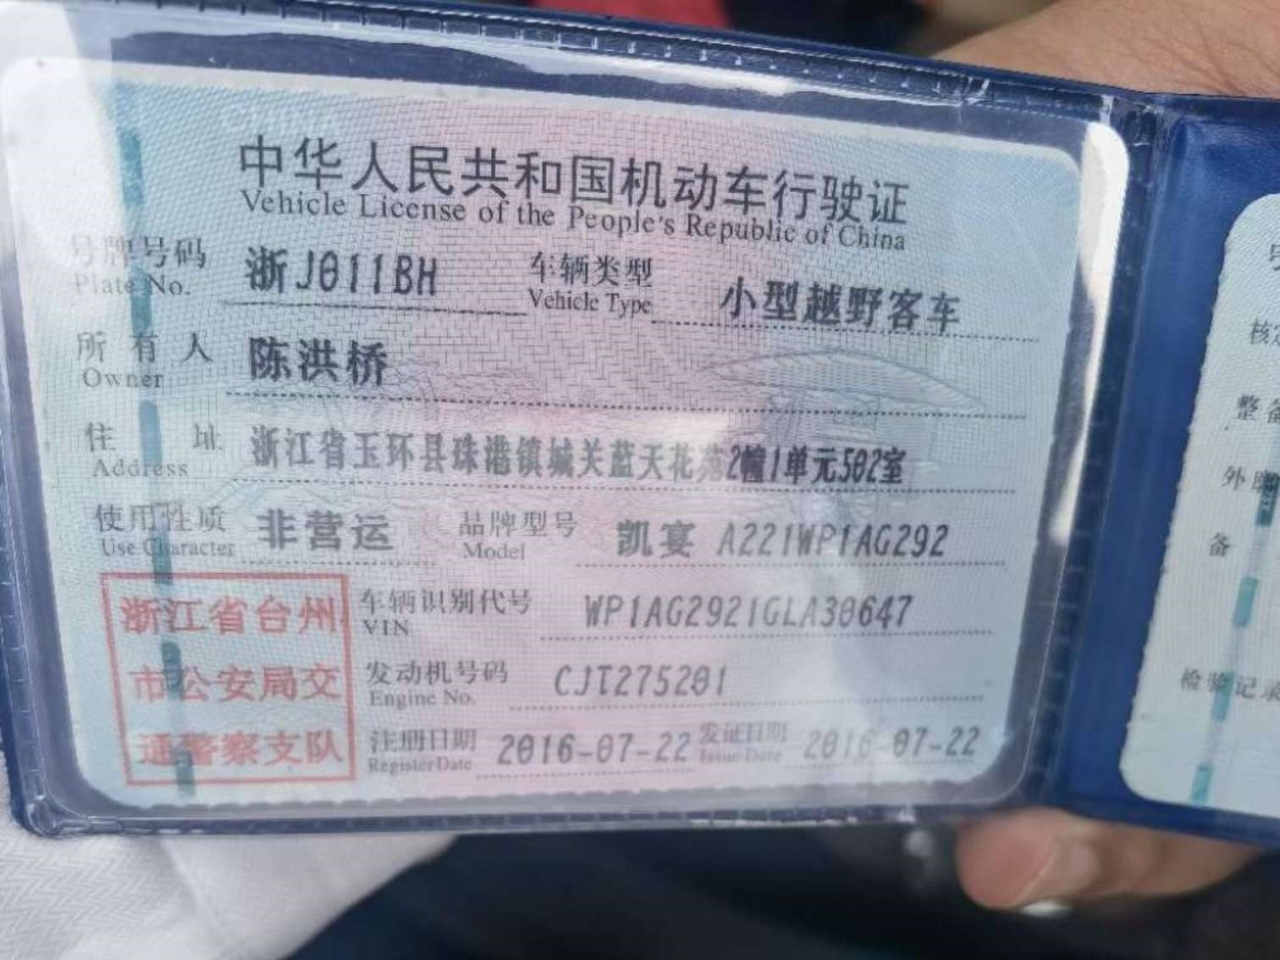 中华人民共和国机动车行驶证
Vehicle License of the People's Republic of China
号牌号码 浙J011BH 车辆类型 小型越野客车
Plate No. Vehicle Type
所有人 陈洪桥
Owner
住址 浙江省玉环县珠港镇城关蓝天花苑2幢1单元502室
Address
使用性质 非营运 品牌型号 凯宴 A221WP1AG292
Use Character Model
浙江省台州 车辆识别代号 WP1AG2921GLA30647
VIN
市公安局交 发动机号码 CJT275201
Engine No.
通警察支队 注册日期 2016-07-22 发证日期 2016-07-22
Register Date Issue Date
核
整备
外
备
检验记录